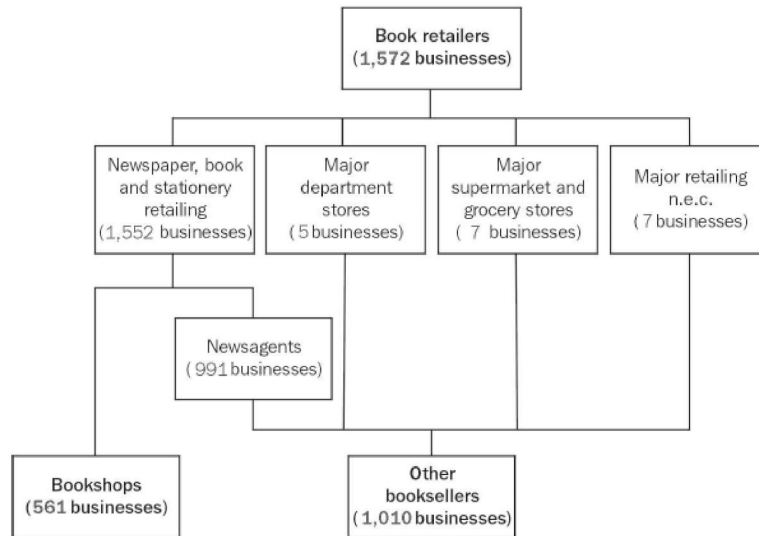 Book retailers
(1,572 businesses)
Newspaper, book
and stationery
retailing
(1,552 businesses)
Major
department
stores
(5 businesses)
Major
supermarket and
grocery stores
( 7 businesses)
Major retailing
n.e.c.
(7 businesses)
Newsagents
(991 businesses)
Bookshops
(561 businesses)
Other
booksellers
(1,010 businesses)